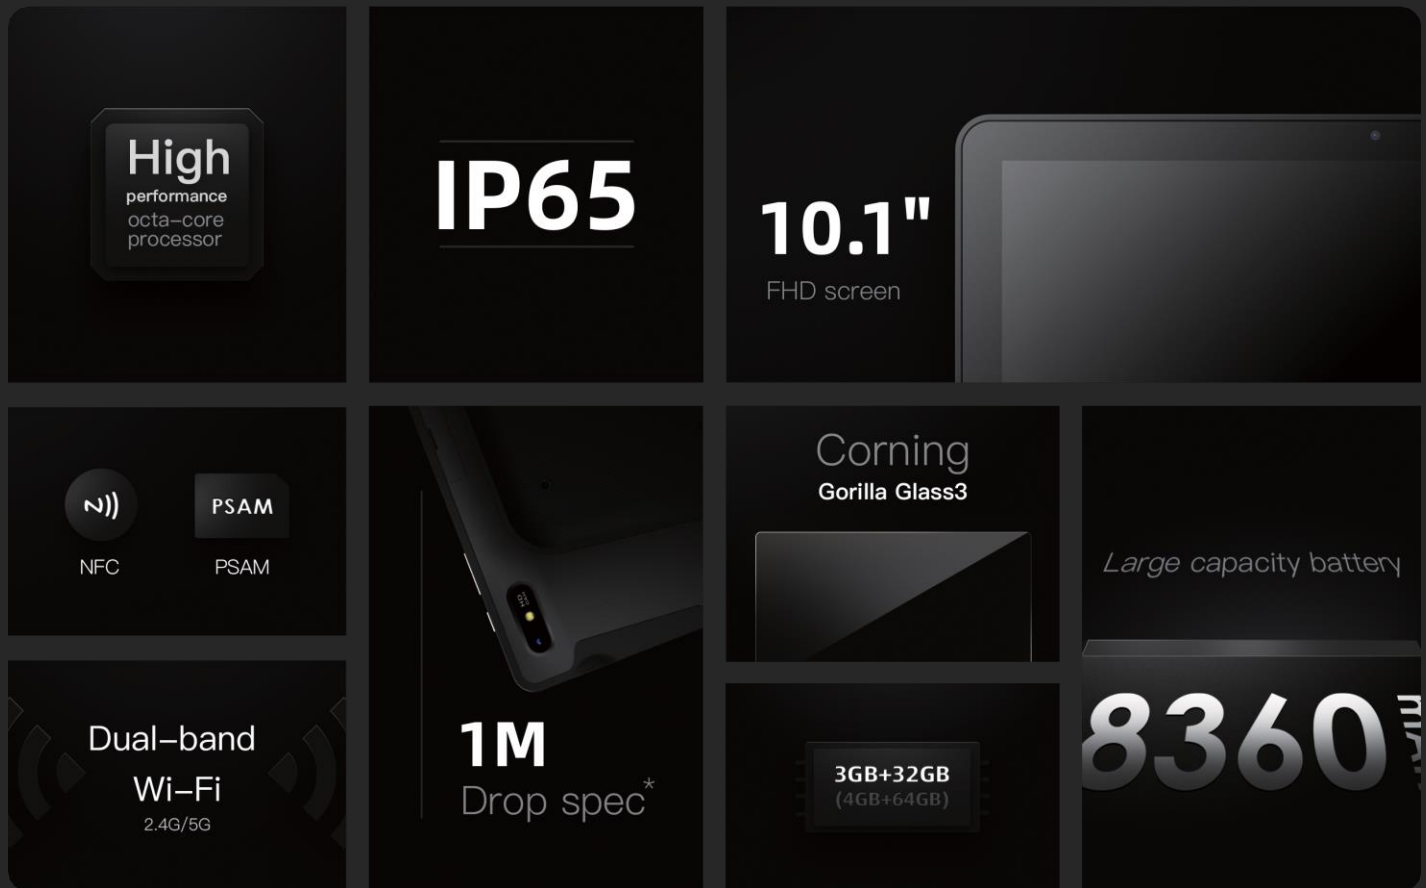 High
performance
octa-core
processor
IP65
10.1"
FHD screen
PSAM
NFC
PSAM
Dual-band
Wi-Fi
2.4G/5G
1M
Drop spec*
Corning
Gorilla Glass3
3GB+32GB
(4GB+64GB)
Large capacity battery
8360